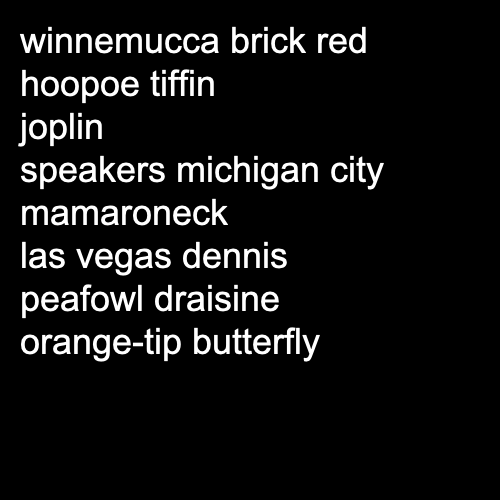 winnemucca brick red
hoopoe tiffin
joplin
speakers michigan city
mamaroneck
las vegas dennis
peafowl draisine
orange-tip butterfly